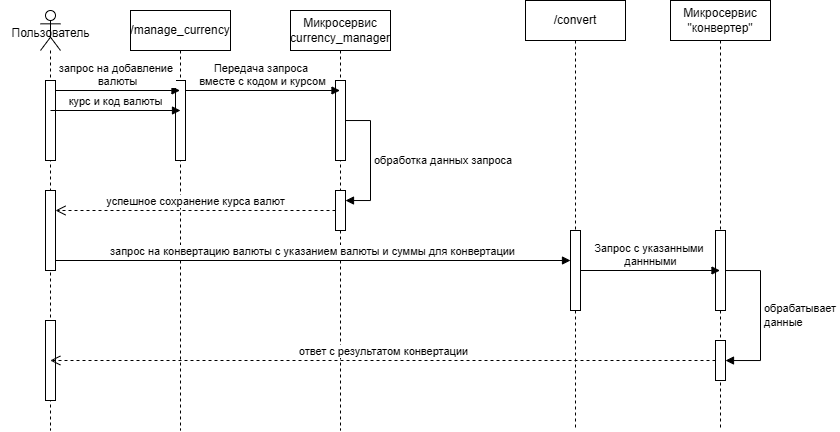 Пользователь
/manage_currency
Микросервис
currency_manager
/convert
Микросервис
"конвертер"
запрос на добавление
валюты
Передача запроса
вместе с кодом и курсом
курс и код валюты
обработка данных запроса
успешное сохранение курса валют
запрос на конвертацию валюты с указанием валюты и суммы для конвертации
Запрос с указанными
даннными
обрабатывает
данные
ответ с результатом конвертации